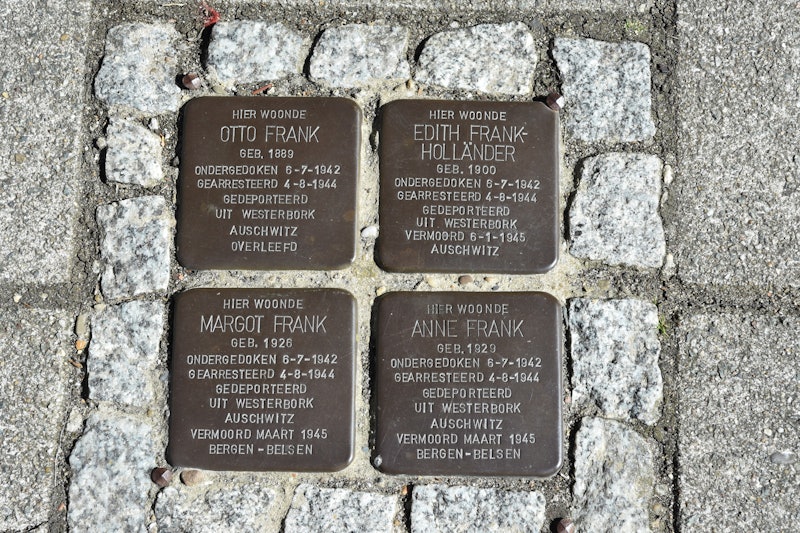 HIER WOONDE
OTTO FRANK
GEB. 1889
ONDERGEDOKEN 6-7-1942
GEARRESTEERD 4-8-1944
GEDEPORTEERD
UIT WESTERBORK
AUSCHWITZ
OVERLEEFD
HIER WOONDE
EDITH FRANK-
HOLLÄNDER
GEB. 1900
ONDERGEDOKEN 6-7-1942
GEARRESTEERD 4-8-1944
GEDEPORTEERD
UIT WESTERBORK
VERMOORD 6-1-1945
AUSCHWITZ
HIER WOONDE
MARGOT FRANK
GEB. 1926
ONDERGEDOKEN 6-7-1942
GEARRESTEERD 4-8-1944
GEDEPORTEERD
UIT WESTERBORK
AUSCHWITZ
VERMOORD MAART 1945
BERGEN-BELSEN
HIER WOONDE
ANNE FRANK
GEB. 1929
ONDERGEDOKEN 6-7-1942
GEARRESTEERD 4-8-1944
GEDEPORTEERD
UIT WESTERBORK
AUSCHWITZ
VERMOORD MAART 1945
BERGEN-BELSEN